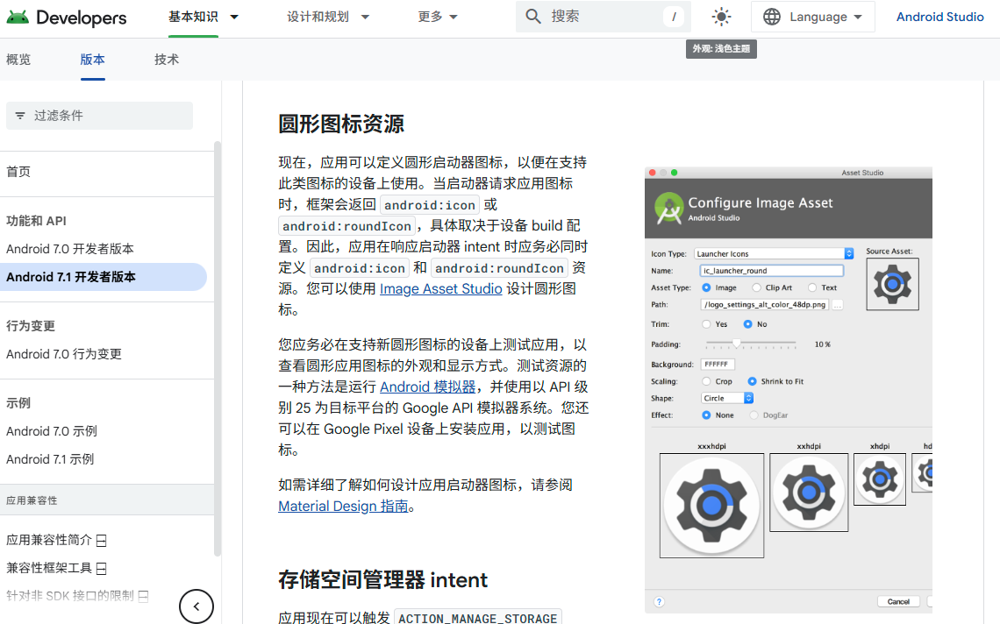 Developers
基本知识
设计和规划
更多
搜索
/
Language
Android Studio
外观: 浅色主题
概览
版本
技术
过滤条件
首页
功能和 API
Android 7.0 开发者版本
Android 7.1 开发者版本
行为变更
Android 7.0 行为变更
示例
Android 7.0 示例
Android 7.1 示例
应用兼容性
应用兼容性简介
兼容性框架工具
针对非 SDK 接口的限制
圆形图标资源
现在，应用可以定义圆形启动器图标，以便在支持
此类图标的设备上使用。当启动器请求应用图标
时，框架会返回 android:icon 或
android:roundIcon，具体取决于设备 build 配
置。因此，应用在响应启动器 intent 时应务必同时
定义 android:icon 和 android:roundIcon 资
源。您可以使用 Image Asset Studio 设计圆形图
标。
您应务必在支持新圆形图标的设备上测试应用，以
查看圆形应用图标的外观和显示方式。测试资源的
一种方法是运行 Android 模拟器，并使用以 API 级
别 25 为目标平台的 Google API 模拟器系统。您还
可以在 Google Pixel 设备上安装应用，以测试图
标。
如需详细了解如何设计应用启动器图标，请参阅
Material Design 指南。
存储空间管理器 intent
应用现在可以触发 ACTION_MANAGE_STORAGE
Asset Studio
Configure Image Asset
Android Studio
Icon Type: Launcher Icons
Source Asset:
Name: ic_launcher_round
Asset Type: Image Clip Art Text
Path: /logo_settings_alt_color_48dp.png ...
Trim: Yes No
Padding: 10 %
Background: FFFFFF
Scaling: Crop Shrink to Fit
Shape: Circle
Effect: None DogEar
xxxhdpi
xxhdpi
xhdpi
hd
?
Cancel